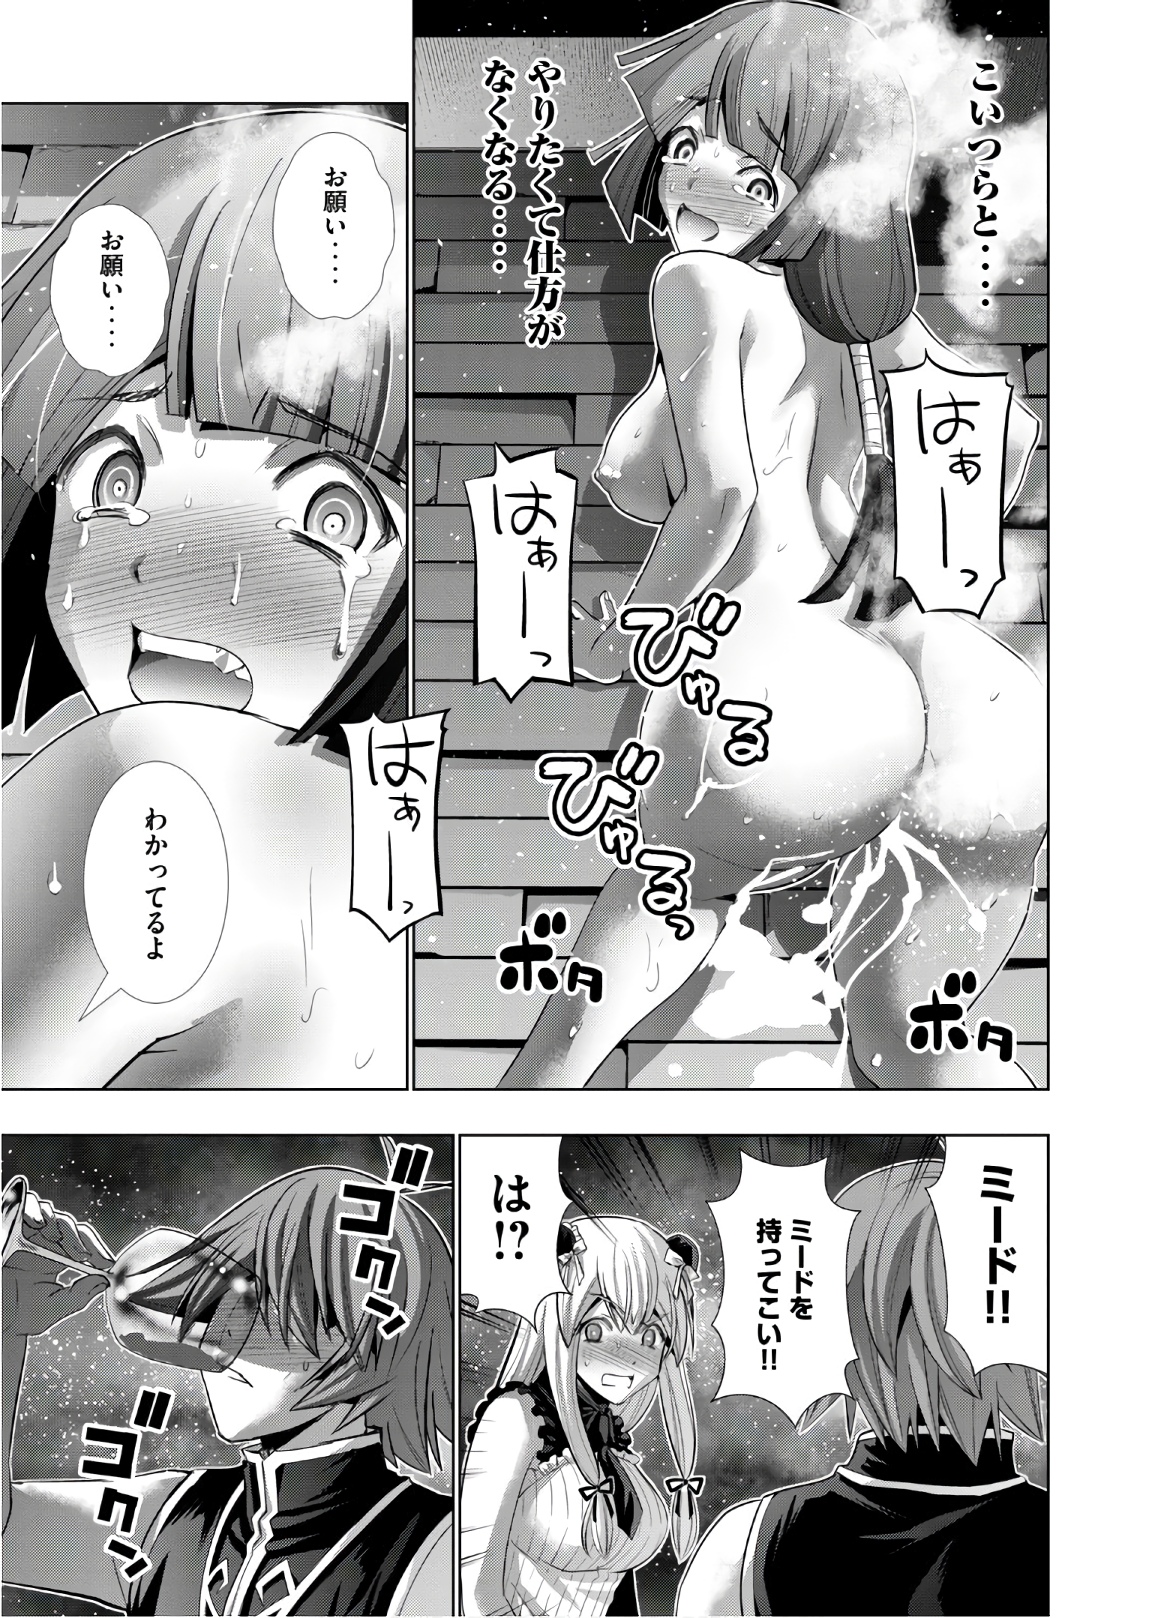 こいつらと‥‥
やりたくて仕方が
なくなる‥‥‥
はぁーっ
はぁーっ
びゅる
びゅるっ
ボタ
ボタ
お願い‥‥
お願い‥‥
はぁーっ
わかってるよ
ミード!!
ミードを
持ってこい!!
は!?
ゴクン
ゴクン